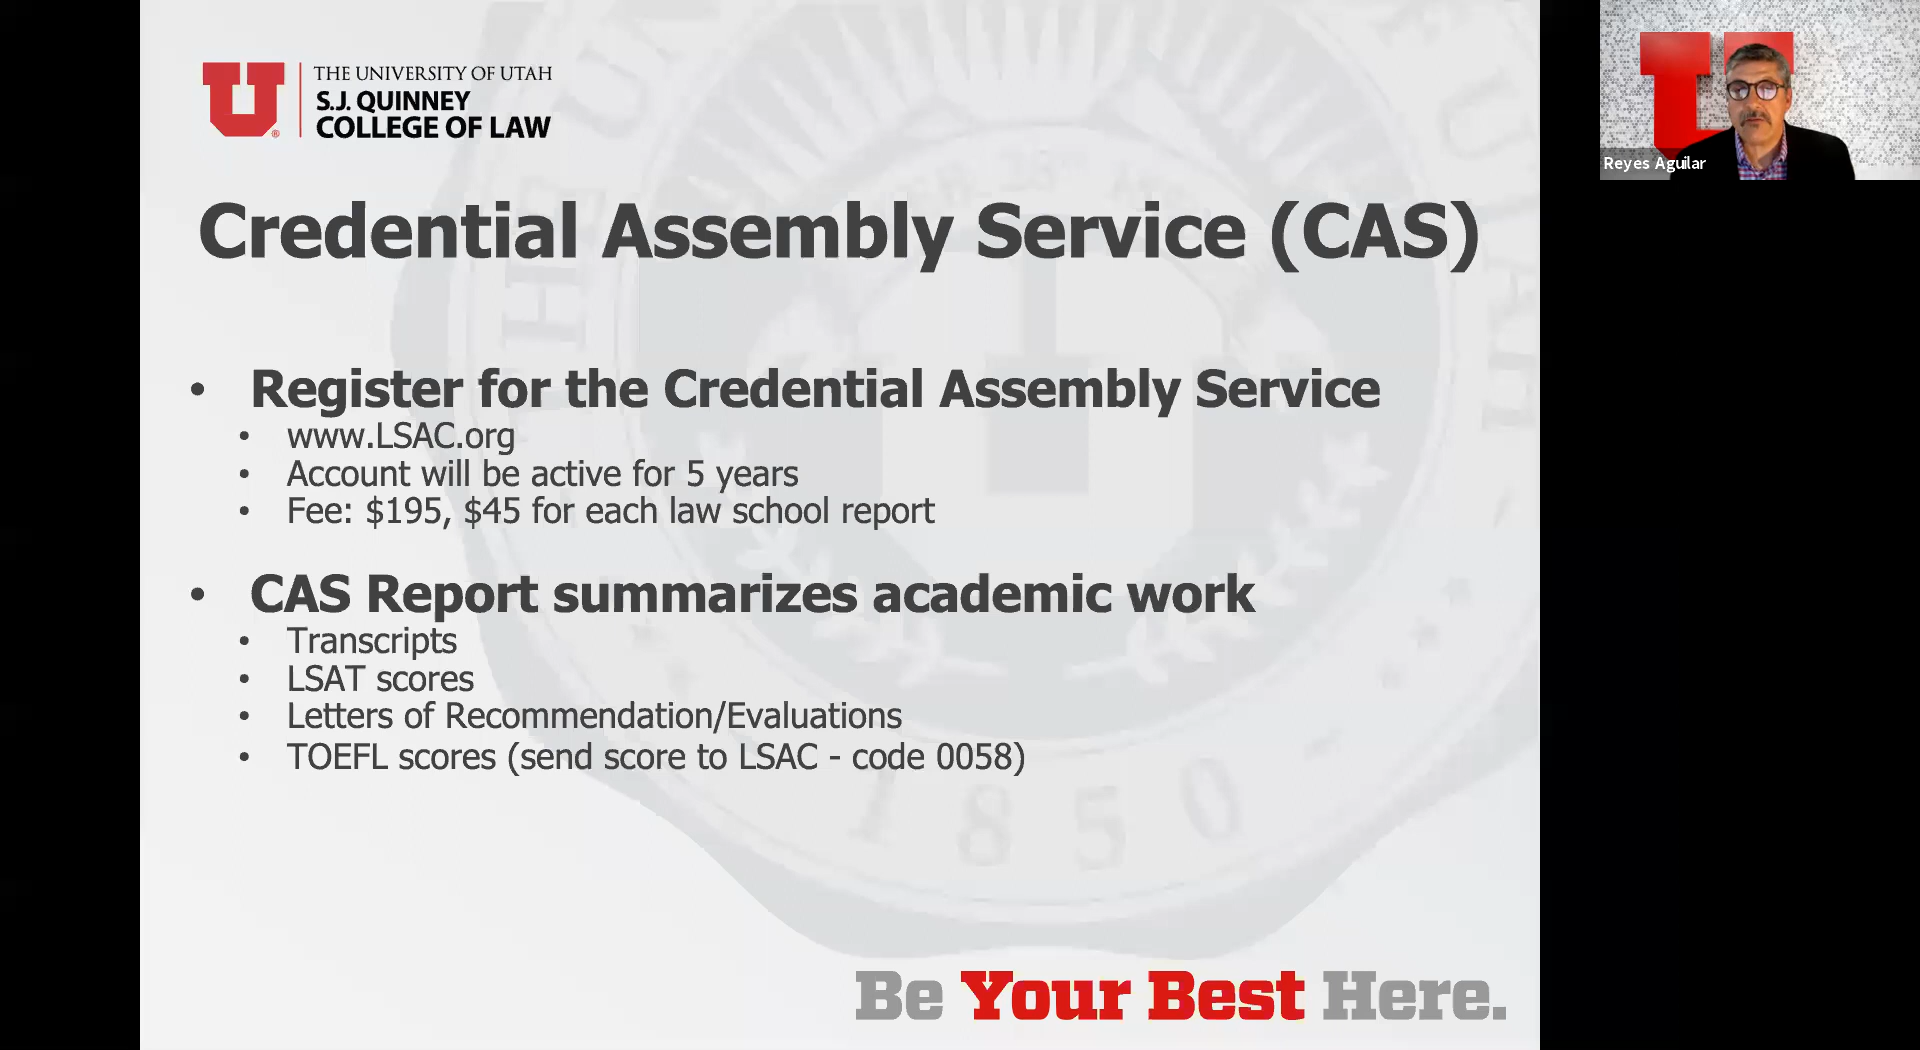 THE UNIVERSITY OF UTAH
S.J. QUINNEY
COLLEGE OF LAW
Reyes Aguilar
Credential Assembly Service (CAS)
• Register for the Credential Assembly Service
• www.LSAC.org
• Account will be active for 5 years
• Fee: $195, $45 for each law school report
• CAS Report summarizes academic work
• Transcripts
• LSAT scores
• Letters of Recommendation/Evaluations
• TOEFL scores (send score to LSAC - code 0058)
1850
Be Your Best Here.